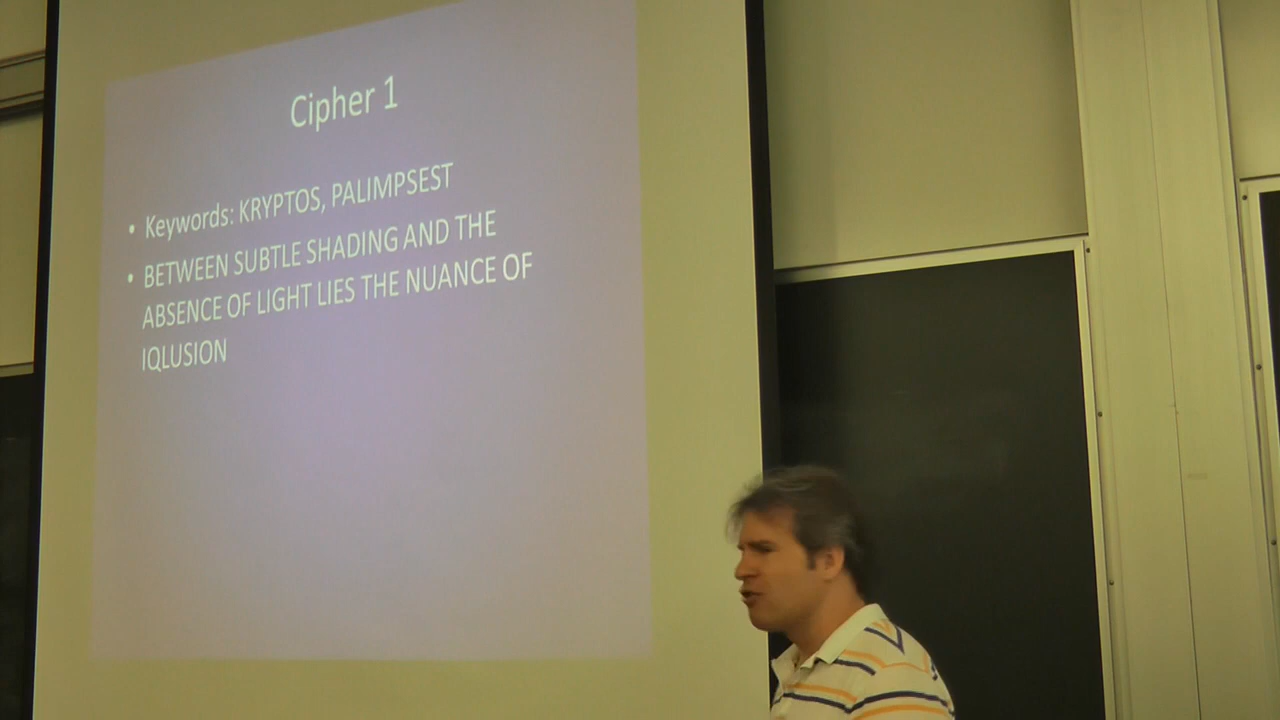 Cipher 1
• Keywords: KRYPTOS, PALIMPSEST
• BETWEEN SUBTLE SHADING AND THE
ABSENCE OF LIGHT LIES THE NUANCE OF
IQLUSION